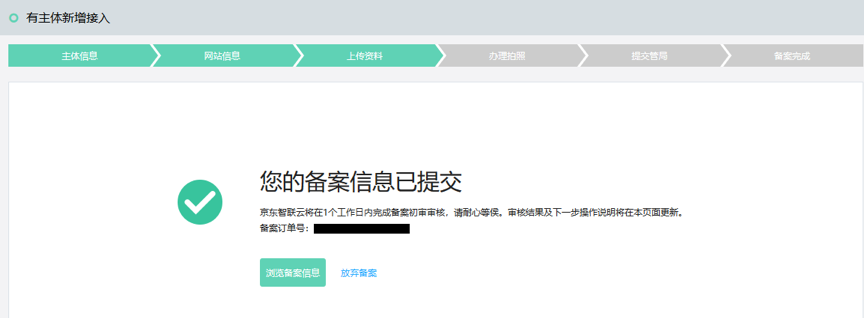 有主体新增接入
主体信息
网站信息
上传资料
办理拍照
提交管局
备案完成
您的备案信息已提交
京东智联云将在1个工作日内完成备案初审审核，请耐心等侯。审核结果及下一步操作说明将在本页面更新。
备案订单号：
浏览备案信息
放弃备案